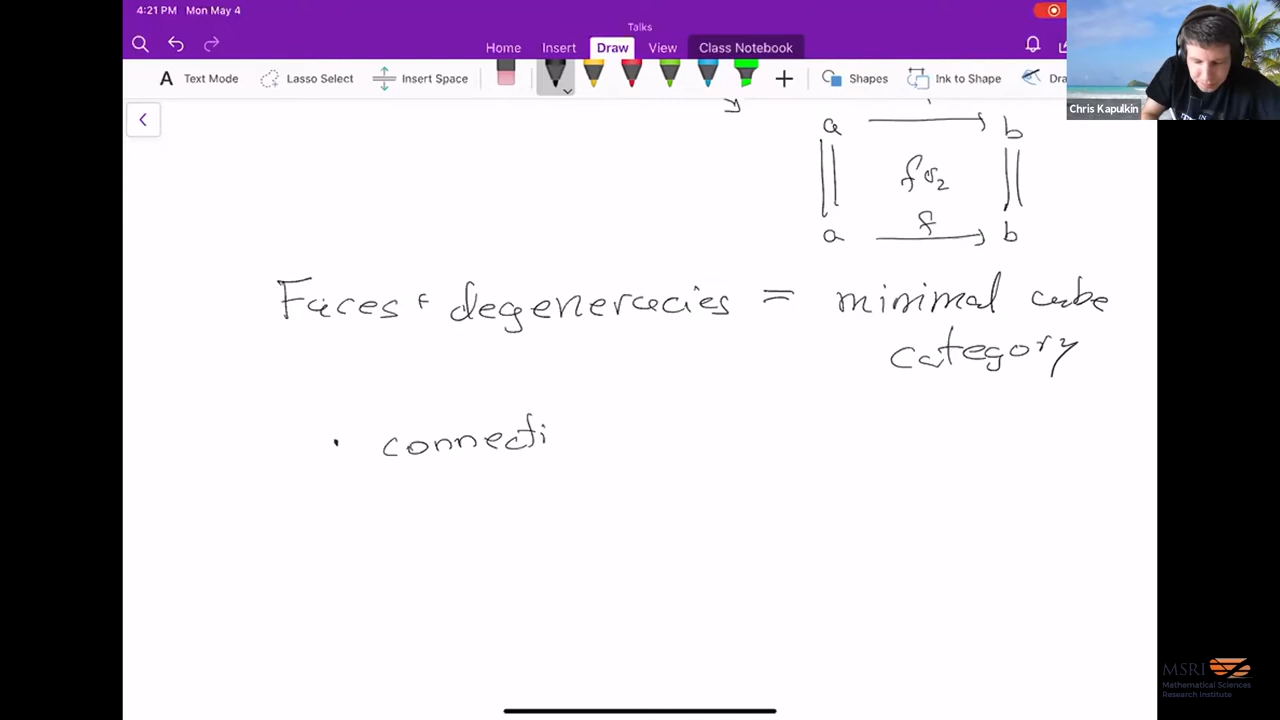 4:21 PM Mon May 4
Talks
Home Insert Draw View Class Notebook
A Text Mode Lasso Select Insert Space Shapes Ink to Shape Dra
Chris Kapulkin
a b
fσ₂
f
a b
Faces + degeneracies = minimal cube
category
· connecti
MSRI
Mathematical Sciences
Research Institute